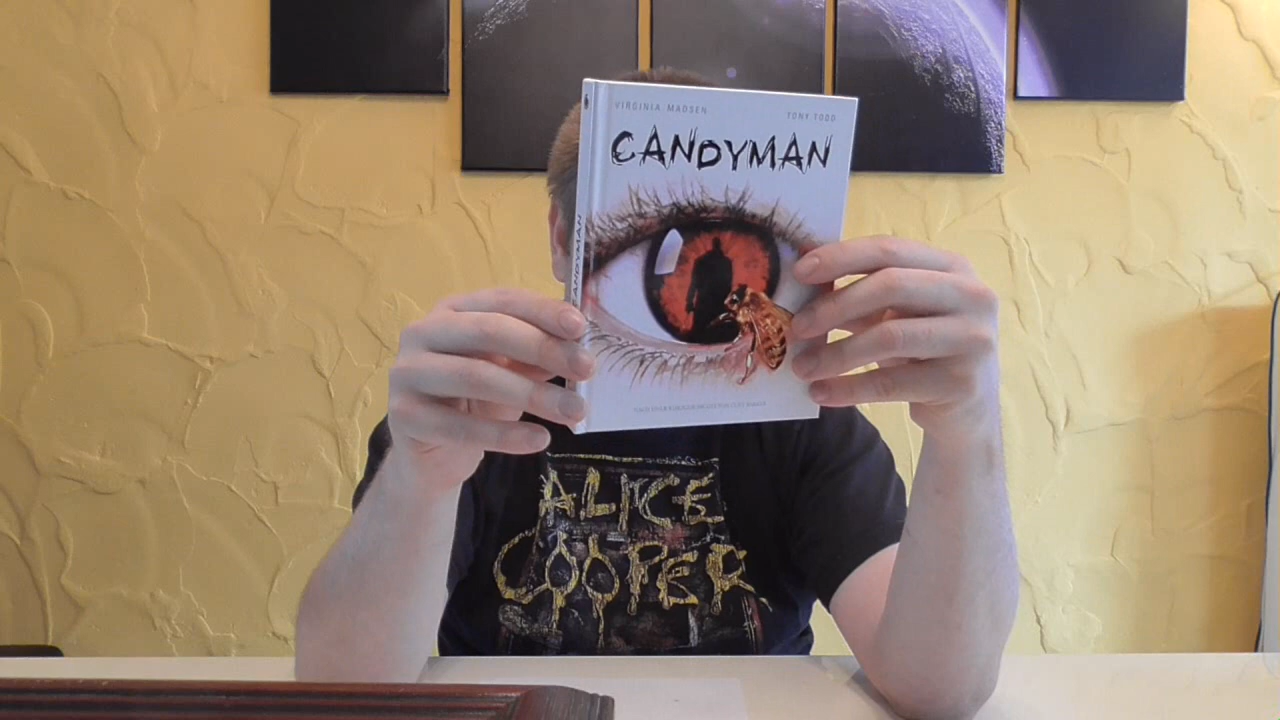 VIRGINIA MADSEN
TONY TODD
CANDYMAN
CANDYMAN
ALICE
COOPER